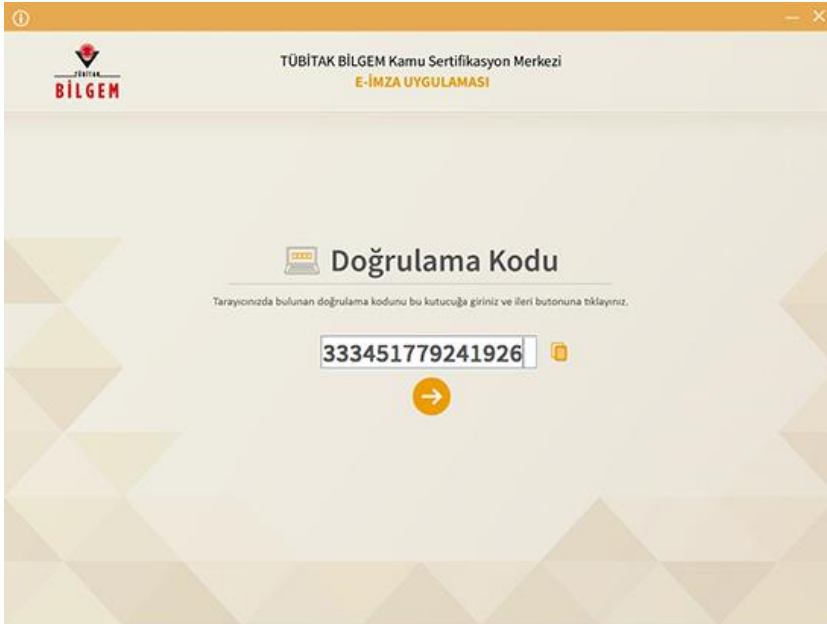 TÜBİTAK
BİLGEM
TÜBİTAK BİLGEM Kamu Sertifikasyon Merkezi
E-İMZA UYGULAMASI
Doğrulama Kodu
Tarayıcınızda bulunan doğrulama kodunu bu kutucuğa giriniz ve ileri butonuna tıklayınız.
333451779241926